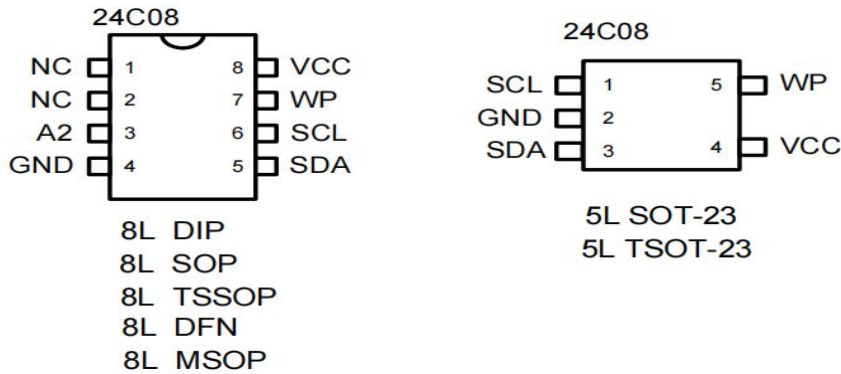 24C08
NC 1 8 VCC
NC 2 7 WP
A2 3 6 SCL
GND 4 5 SDA
8L DIP
8L SOP
8L TSSOP
8L DFN
8L MSOP
24C08
SCL 1 5 WP
GND 2
SDA 3 4 VCC
5L SOT-23
5L TSOT-23